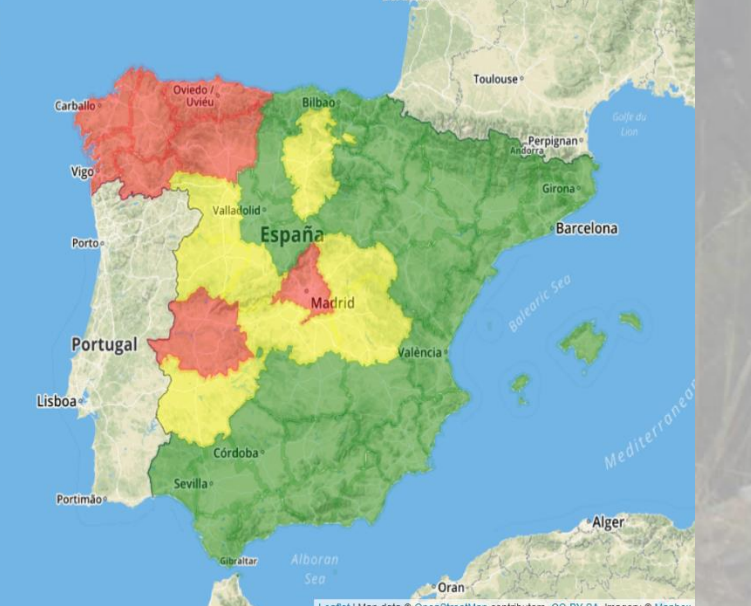 Toulouse
Carballo
Oviedo /
Uviéu
Bilbao
Golfe du
Lion
Perpignan
Andorra
Vigo
Girona
Valladolid
Barcelona
España
Porto
Balearic Sea
Madrid
Portugal
València
Lisboa
Mediterranean
Córdoba
Sevilla
Portimão
Alger
Gibraltar
Alboran
Sea
Oran